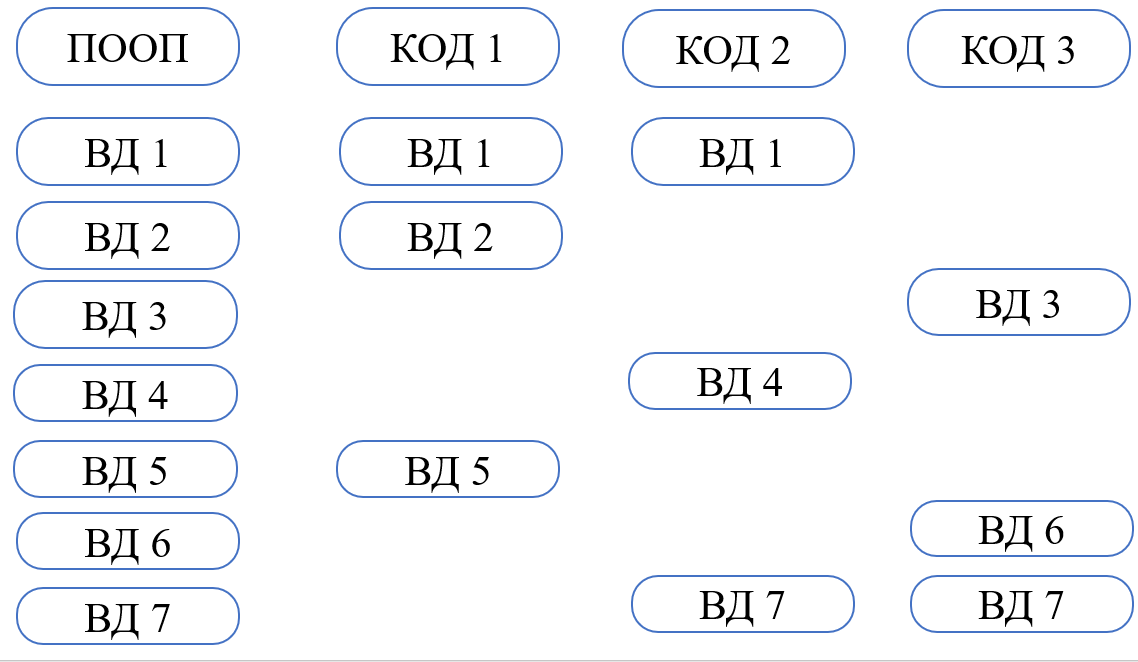 ПООП КОД 1 КОД 2 КОД 3
ВД 1 ВД 1 ВД 1
ВД 2 ВД 2
ВД 3 ВД 3
ВД 4 ВД 4
ВД 5 ВД 5
ВД 6 ВД 6
ВД 7 ВД 7 ВД 7